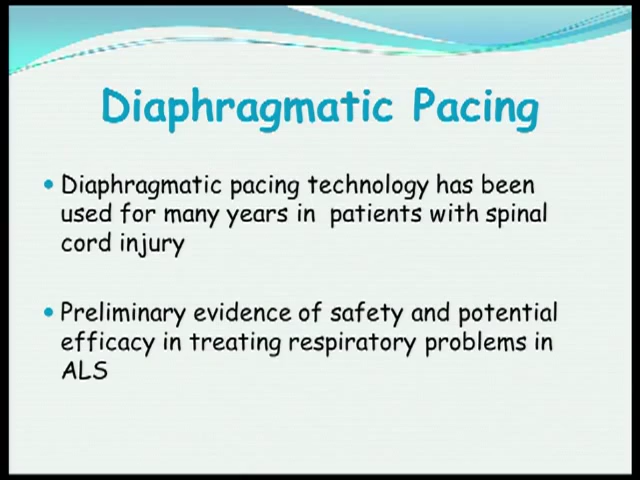 Diaphragmatic Pacing
• Diaphragmatic pacing technology has been
used for many years in patients with spinal
cord injury
• Preliminary evidence of safety and potential
efficacy in treating respiratory problems in
ALS